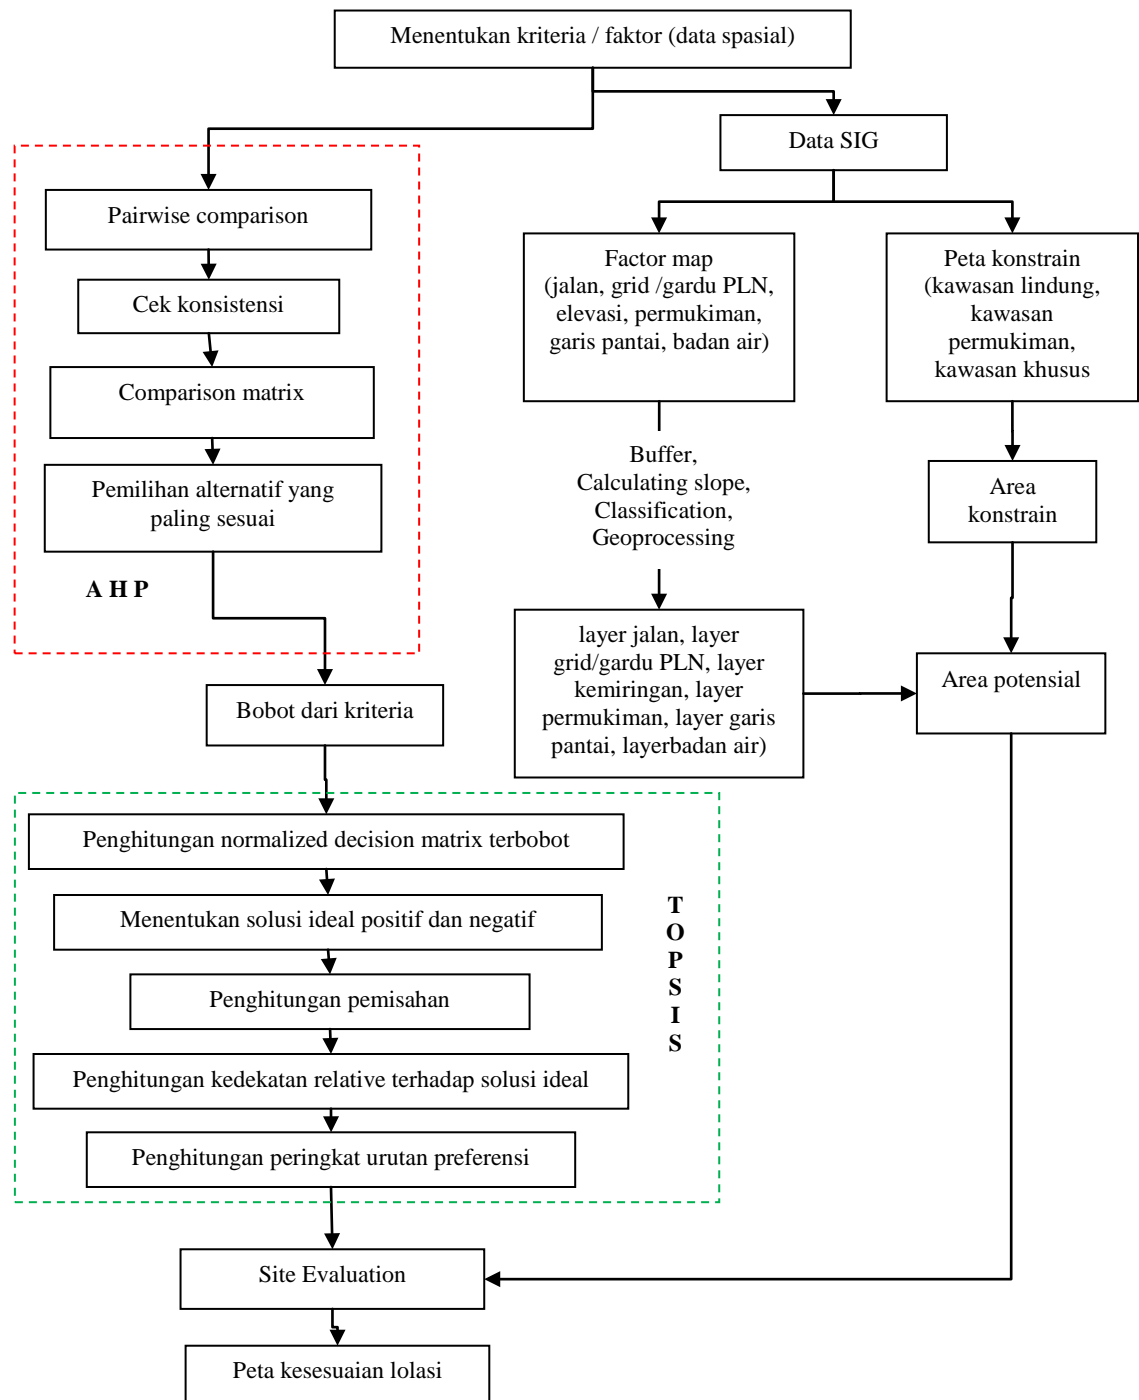 Menentukan kriteria / faktor (data spasial)
Data SIG
Pairwise comparison
Cek konsistensi
Comparison matrix
Pemilihan alternatif yang
paling sesuai
A H P
Factor map
(jalan, grid /gardu PLN,
elevasi, permukiman,
garis pantai, badan air)
Peta konstrain
(kawasan lindung,
kawasan
permukiman,
kawasan khusus
Buffer,
Calculating slope,
Classification,
Geoprocessing
Area
konstrain
layer jalan, layer
grid/gardu PLN, layer
kemiringan, layer
permukiman, layer garis
pantai, layerbadan air)
Area potensial
Bobot dari kriteria
Penghitungan normalized decision matrix terbobot
Menentukan solusi ideal positif dan negatif
Penghitungan pemisahan
Penghitungan kedekatan relative terhadap solusi ideal
Penghitungan peringkat urutan preferensi
T
O
P
S
I
S
Site Evaluation
Peta kesesuaian lolasi